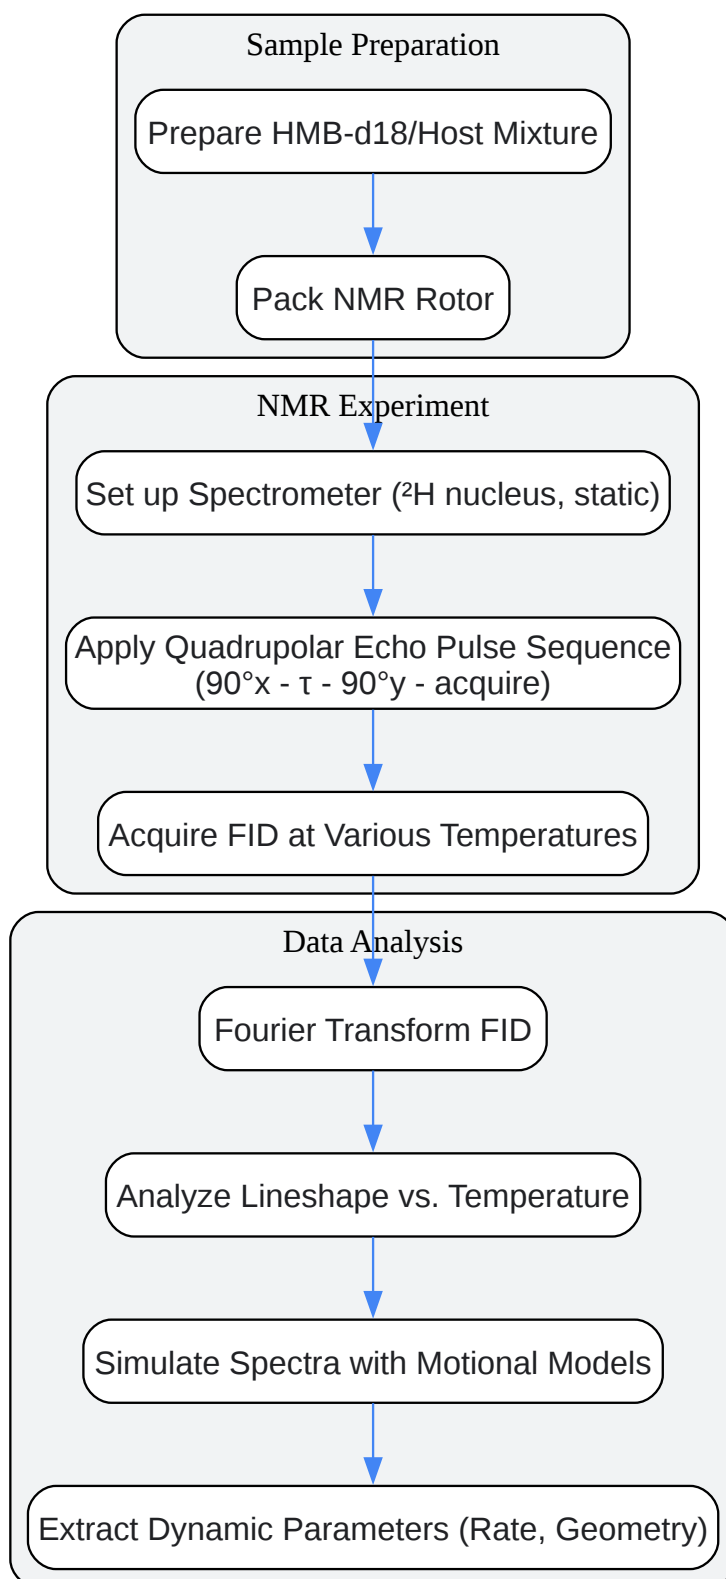 Sample Preparation
Prepare HMB-d18/Host Mixture
Pack NMR Rotor
NMR Experiment
Set up Spectrometer (²H nucleus, static)
Apply Quadrupolar Echo Pulse Sequence
(90°x - τ - 90°y - acquire)
Acquire FID at Various Temperatures
Data Analysis
Fourier Transform FID
Analyze Lineshape vs. Temperature
Simulate Spectra with Motional Models
Extract Dynamic Parameters (Rate, Geometry)